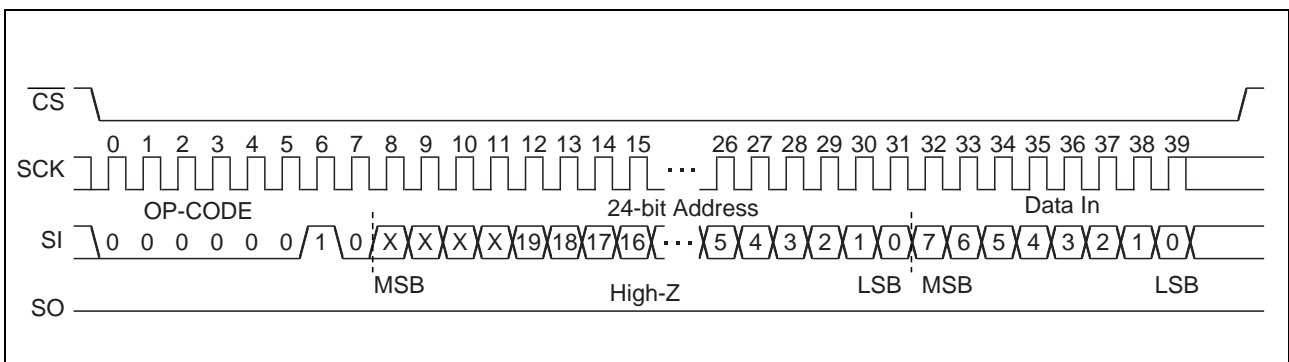 CS
0 1 2 3 4 5 6 7 8 9 10 11 12 13 14 15 26 27 28 29 30 31 32 33 34 35 36 37 38 39
SCK ...
OP-CODE 24-bit Address Data In
SI 0 0 0 0 0 0 1 0 X X X X 19 18 17 16 ... 5 4 3 2 1 0 7 6 5 4 3 2 1 0
MSB High-Z LSB MSB LSB
SO